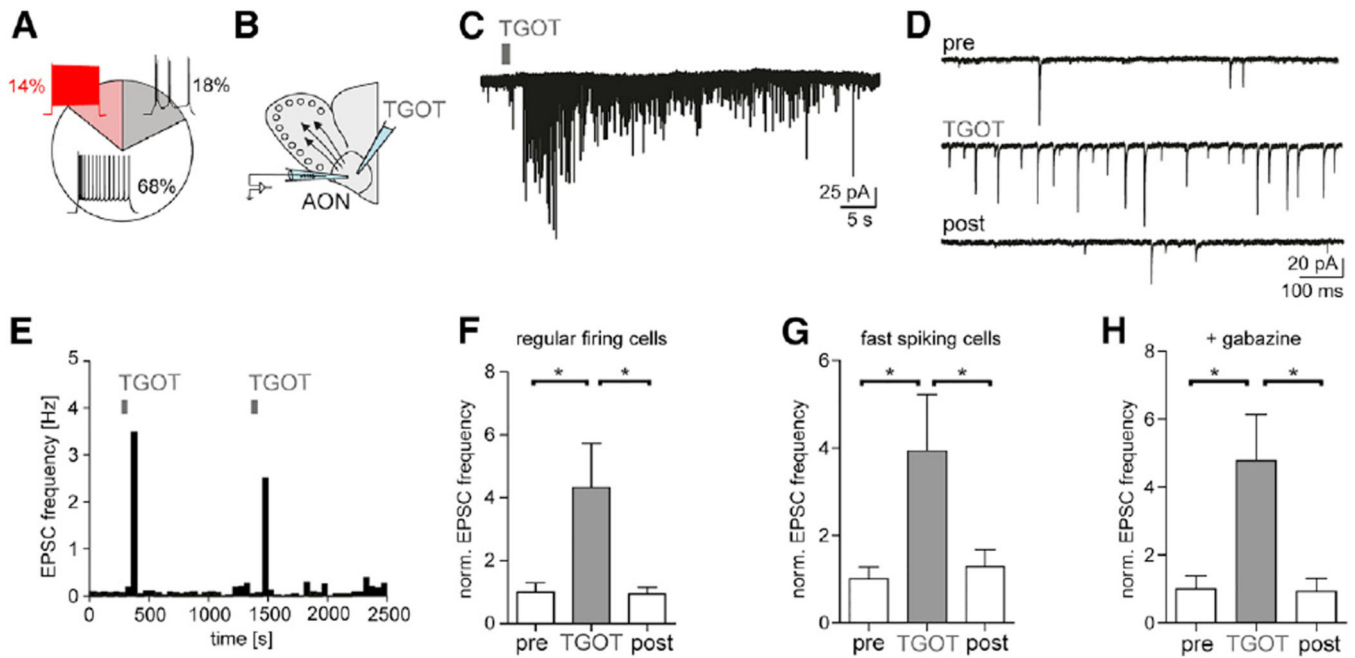 A
14%
18%
68%
B
TGOT
AON
C
TGOT
25 pA
5 s
D
pre
TGOT
post
20 pA
100 ms
E
EPSC frequency [Hz]
5
4
3
2
1
0
TGOT
TGOT
0
500
1000
1500
2000
2500
time [s]
F
regular firing cells
norm. EPSC frequency
8
6
4
2
0
*
*
pre
TGOT
post
G
fast spiking cells
norm. EPSC frequency
6
4
2
0
*
*
pre
TGOT
post
H
+ gabazine
norm. EPSC frequency
8
6
4
2
0
*
*
pre
TGOT
post